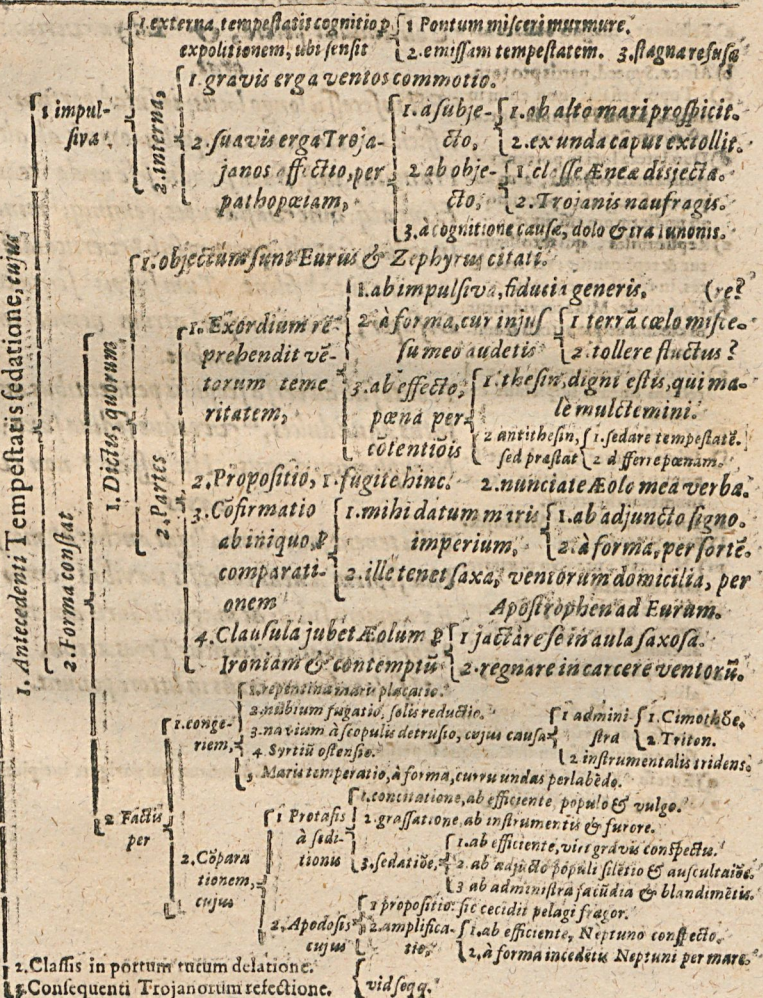 1. externa, tempestatis cognitio p
expolitionem, ubi sensit
1 Pontum misceri murmure.
2. emissam tempestatem. 3. stagna refusa
1 impul-
siva
2. interna,
1. gravis erga ventos commotio.
2. suavis erga Troja-
janos affectio, per
pathopœiam,
1. à subje-
cto,
1. ob alto mari prospicit.
2. ex unda caput extollit.
2 ab obje-
cto,
1. classe Æneæ disjecta.
2. Trojanis naufragis.
3. à cognitione causæ, dolo & ira Iunonis.
1. Antecedenti Tempestatis sedatione, cujus
2. Forma constat
1. Dictis, quorum
1. objectum sunt Eurus & Zephyrus citati.
2. Partes
1. Exordium re
prehendit vē-
torum teme
ritatem,
1. ab impulsiva, fiducia generis. (re?
2 à forma, cur injus
su meo audetis
1 terrā cœlo misce-
2. tollere fluctus?
3. ab effecto,
pœna per
cōtentiōis
1. thesin, digni estis, qui ma-
lè mulctemini.
2 antithesin,
sed præstat
1. sedare tempestatē.
2 differre pœnam.
2. Propositio, 1. fugite hinc. 2. nunciate Æolo mea verba.
3. Cōfirmatio
ab iniquo, p
comparati-
onem
1. mihi datum maris
imperium,
1. ab adjuncto signo.
2. à forma, per sortē.
2. ille tenet saxa, ventorum domicilia, per
Apostrophen ad Eurum.
4. Clausula jubet Æolum p
Ironiam & contemptū
1 jactare se in aula saxosa.
2. regnare in carcere ventorū.
2 Factis
per
1. conge-
riem,
1. repentina maris placatio.
2. nubium fugatio, solis reductio.
3. navium à scopulis detrusio, cujus causa
1 admini-
stra
1. Cimothoe.
2. Triton.
2 instrumentalis tridens.
4 Syrtiū ostensio.
5 Maris temperatio, à forma, curru undas perlabēdo.
2. Cōpara
tionem,
cujus
1 Protasis
à sedi-
tionis
1. concitatione, ab efficiente populo & vulgo.
2. grassatione, ab instrumentis & furore.
3. sedatiōe,
1. ab efficiente, viri gravis conspectu.
2. ab adjūcto populi silētio & auscultatiōe.
3 ab administra facūdia & blandimētis.
2. Apodosis
cujus
1 propositio: sic cecidit pelagi fragor.
2. amplifica-
tio,
1. ab efficiente, Neptuno conspecto.
2. à forma incedētis Neptuni per mare.
2. Classis in portum tutum delatione.
3. Consequenti Trojanorum refectione.
vid seqq.